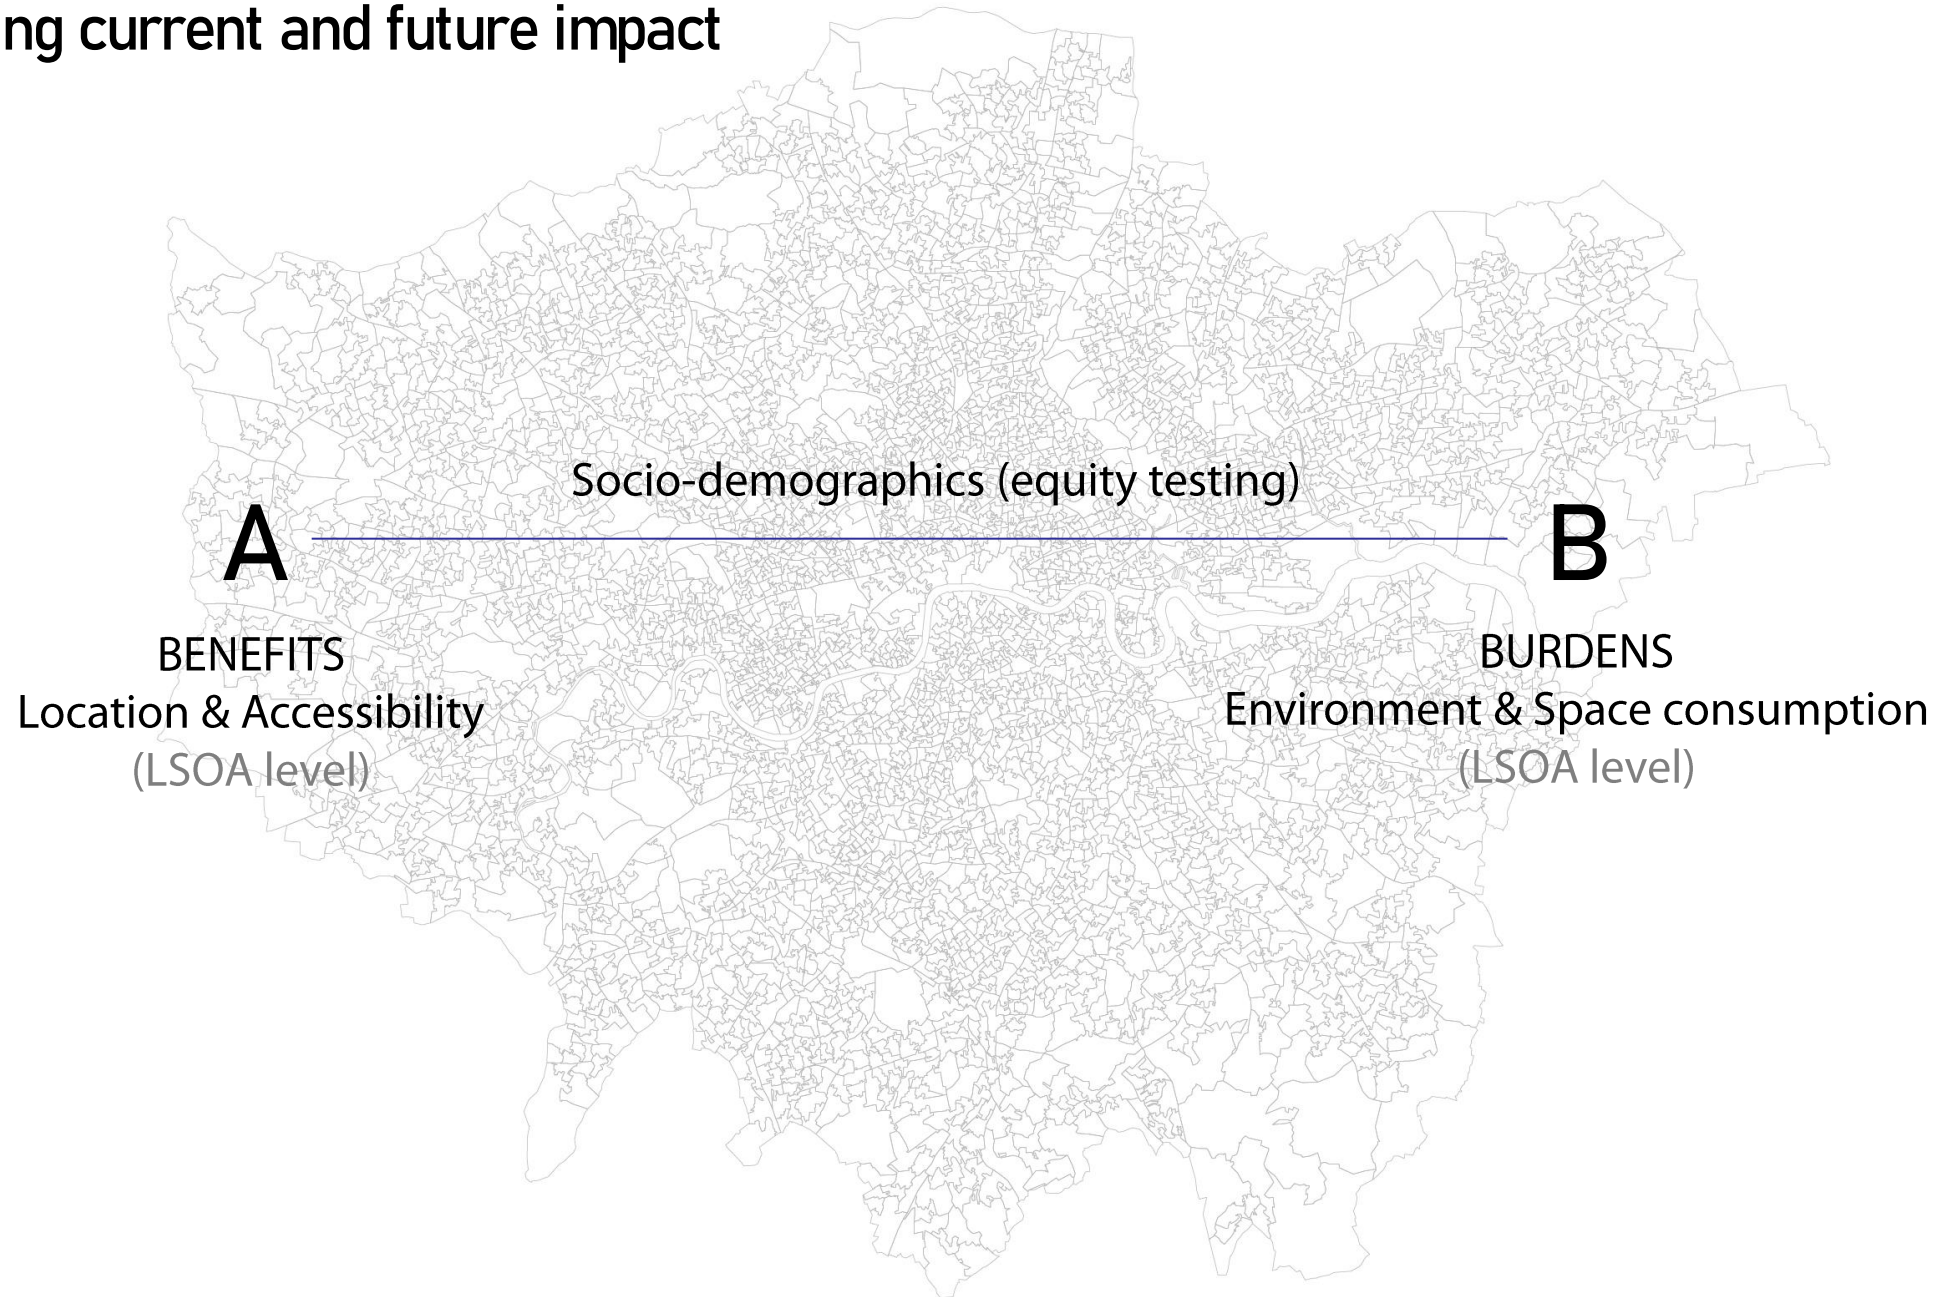 ng current and future impact
Socio-demographics (equity testing)
A
B
BENEFITS
Location & Accessibility
(LSOA level)
BURDENS
Environment & Space consumption
(LSOA level)